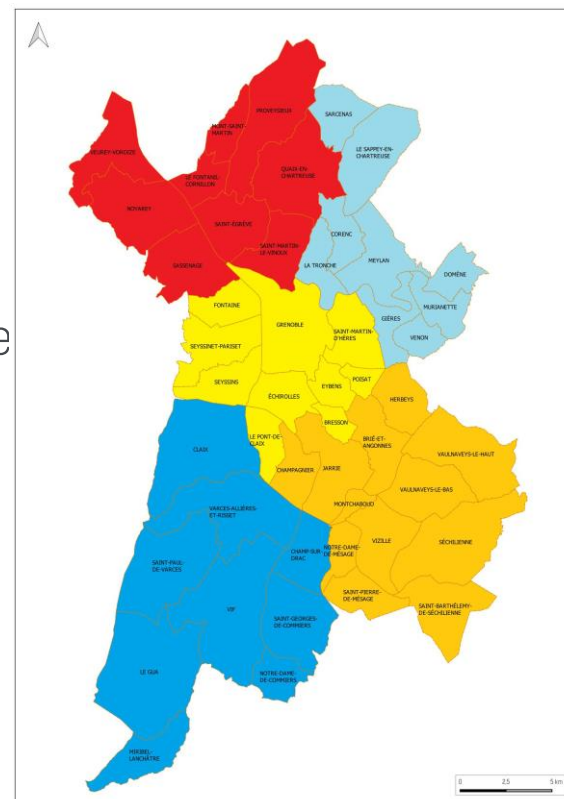 SARCENAS
PROVEYSIEUX
MONT-SAINT-
MARTIN
LE SAPPEY-EN-
CHARTREUSE
VEUREY-VOROIZE
QUAIX-EN-
CHARTREUSE
LE FONTANIL-
CORNILLON
NOYAREY
SAINT-ÉGRÈVE
CORENC
SAINT-MARTIN-
LE-VINOUX
SASSENAGE
LA TRONCHE
MEYLAN
DOMÈNE
MURIANETTE
FONTAINE
GIÈRES
GRENOBLE
SAINT-MARTIN-
D'HÈRES
VENON
SEYSSINET-PARISET
SEYSSINS
POISAT
EYBENS
ÉCHIROLLES
HERBEYS
BRESSON
LE PONT-DE-
CLAIX
BRIÉ-ET-
ANGONNES
CLAIX
VAULNAVEYS-LE-HAUT
CHAMPAGNIER
JARRIE
VAULNAVEYS-LE-BAS
MONTCHABOUD
VARCES-ALLIÈRES-
ET-RISSET
VIZILLE
SÉCHILIENNE
NOTRE-DAME-
DE-MÉSAGE
CHAMP-SUR-
DRAC
SAINT-PAUL-
DE-VARCES
SAINT-PIERRE-
DE-MÉSAGE
SAINT-BARTHÉLEMY-
DE-SÉCHILIENNE
VIF
SAINT-GEORGES-
DE-COMMIERS
LE GUA
NOTRE-DAME-
DE-COMMIERS
MIRIBEL-
LANCHÂTRE
0 2,5 5 km